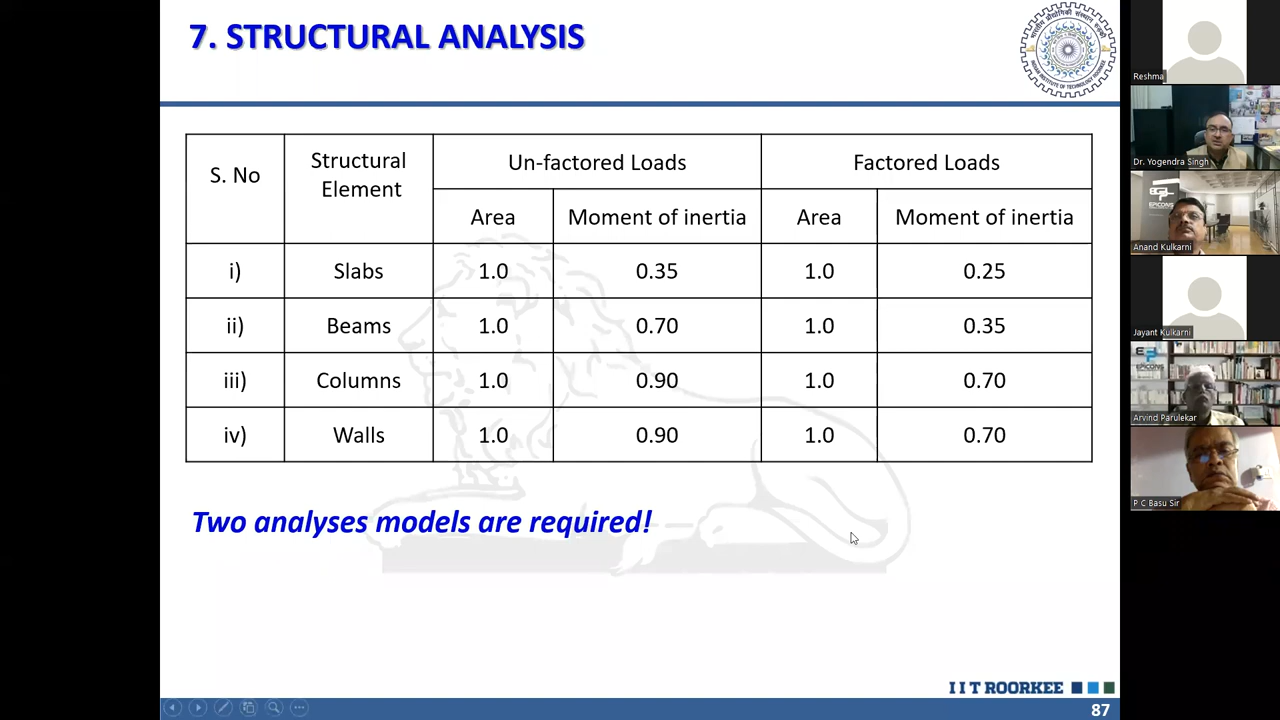 7. STRUCTURAL ANALYSIS
S. No Structural Element Un-factored Loads Factored Loads
Area Moment of inertia Area Moment of inertia
i) Slabs 1.0 0.35 1.0 0.25
ii) Beams 1.0 0.70 1.0 0.35
iii) Columns 1.0 0.90 1.0 0.70
iv) Walls 1.0 0.90 1.0 0.70
Two analyses models are required!
I I T ROORKEE
87
Reshma
Dr. Yogendra Singh
EPICONS
Anand Kulkarni
Jayant Kulkarni
EPICONS
Arvind Parulekar
P C Basu Sir